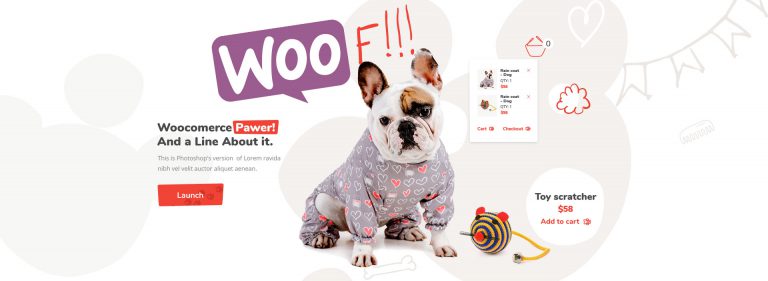 WOO F!!!
0
Rain coat
- Dog
QTY: 1
$58
Rain coat
- Dog
QTY: 1
$58
Cart
Checkout
Woocomerce Pawer!
And a Line About it.
This is Photoshop's version of Lorem ravida
nibh vel velit auctor aliquet aenean.
Launch
Toy scratcher
$58
Add to cart